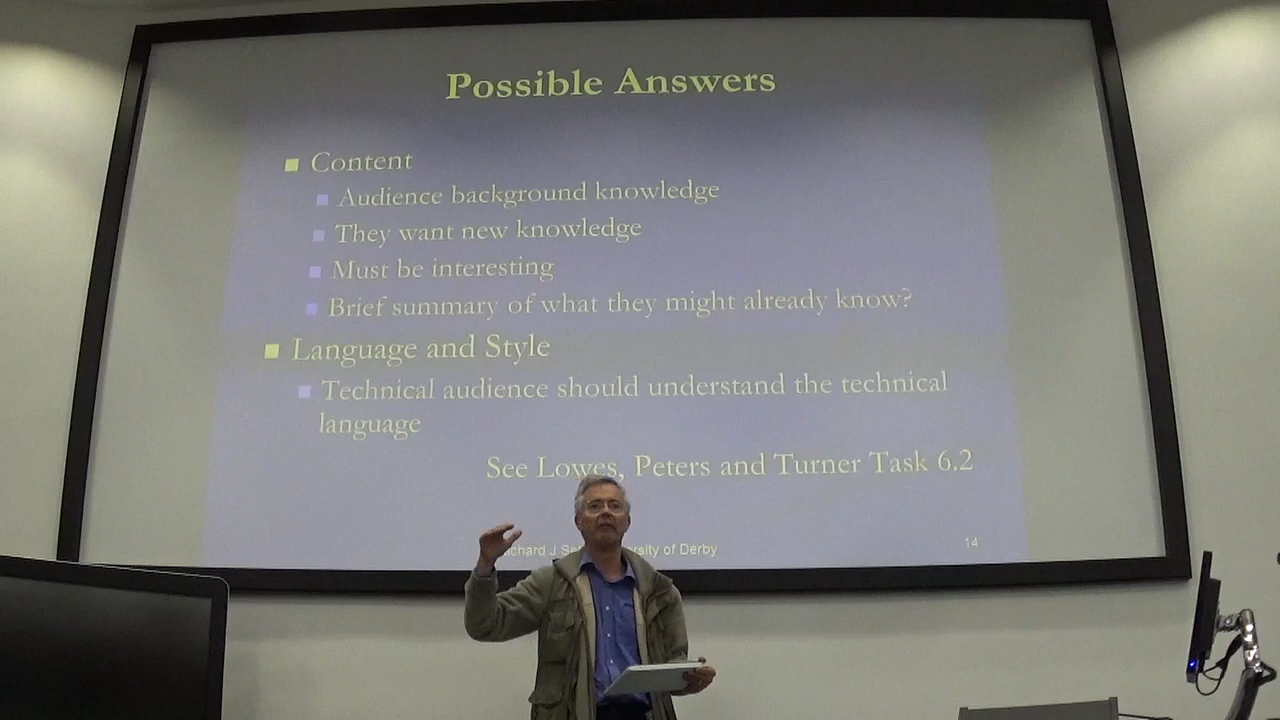 Possible Answers
Content
Audience background knowledge
They want new knowledge
Must be interesting
Brief summary of what they might already know?
Language and Style
Technical audience should understand the technical
language
See Lowes, Peters and Turner Task 6.2
J of Derby
14